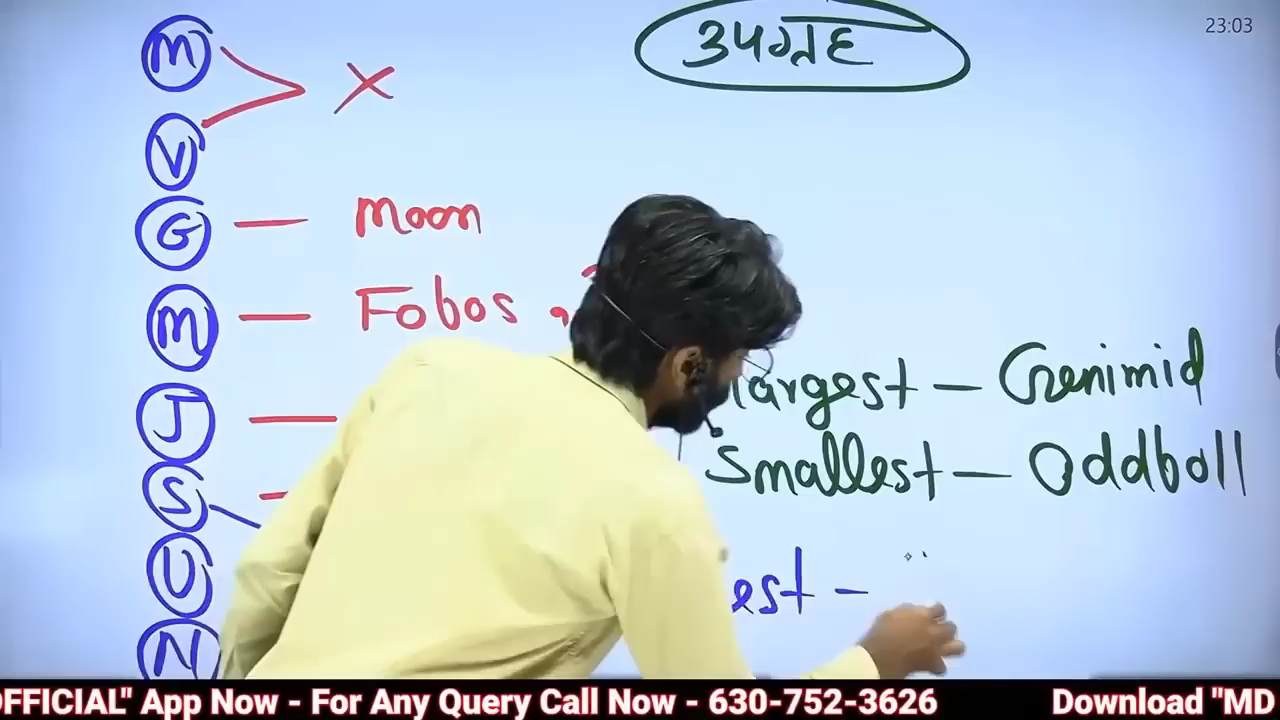 23:03
उपग्रह
M
X
V
G — Moon
M — Fobos ,
Largest — Genimid
J —
Smallest — Oddboll
S —
U
est —
N
OFFICIAL" App Now - For Any Query Call Now - 630-752-3626 Download "MD